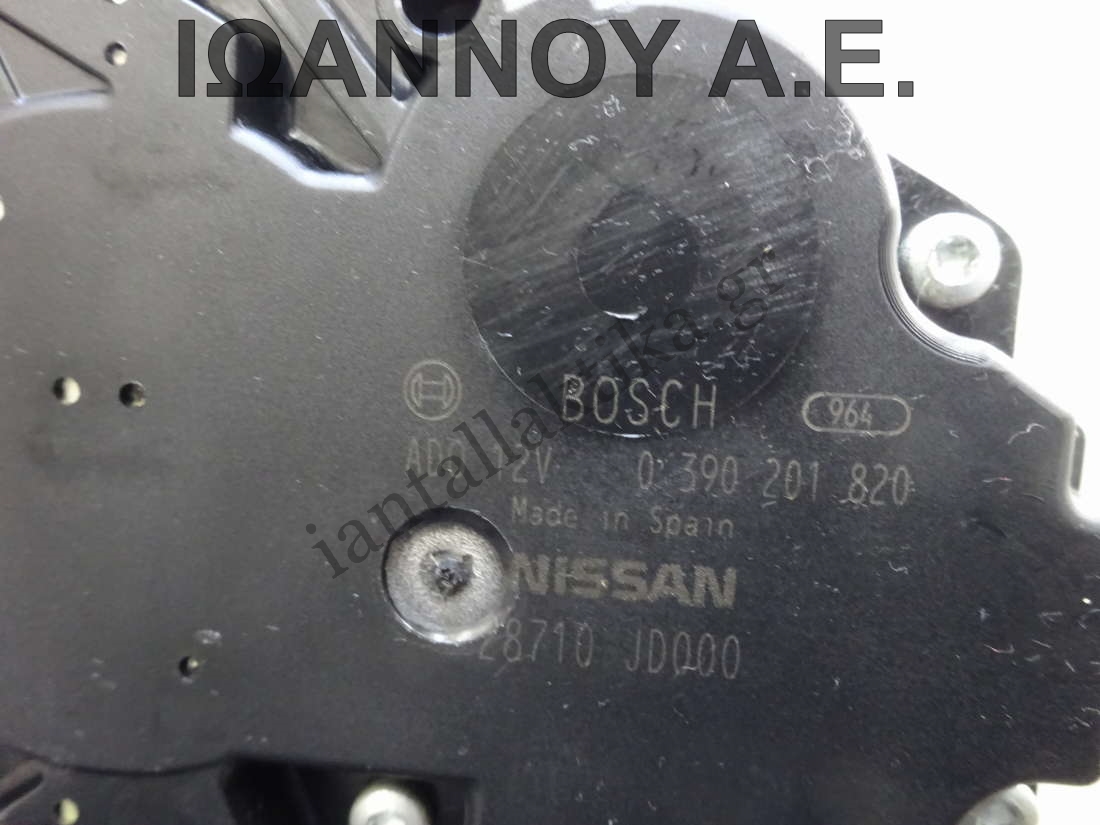 ΙΩΑΝΝΟΥ Α.Ε.
BOSCH
964
12V 0 390 201 820
Made in Spain
NISSAN
28710 JD000
iantallaktika.gr